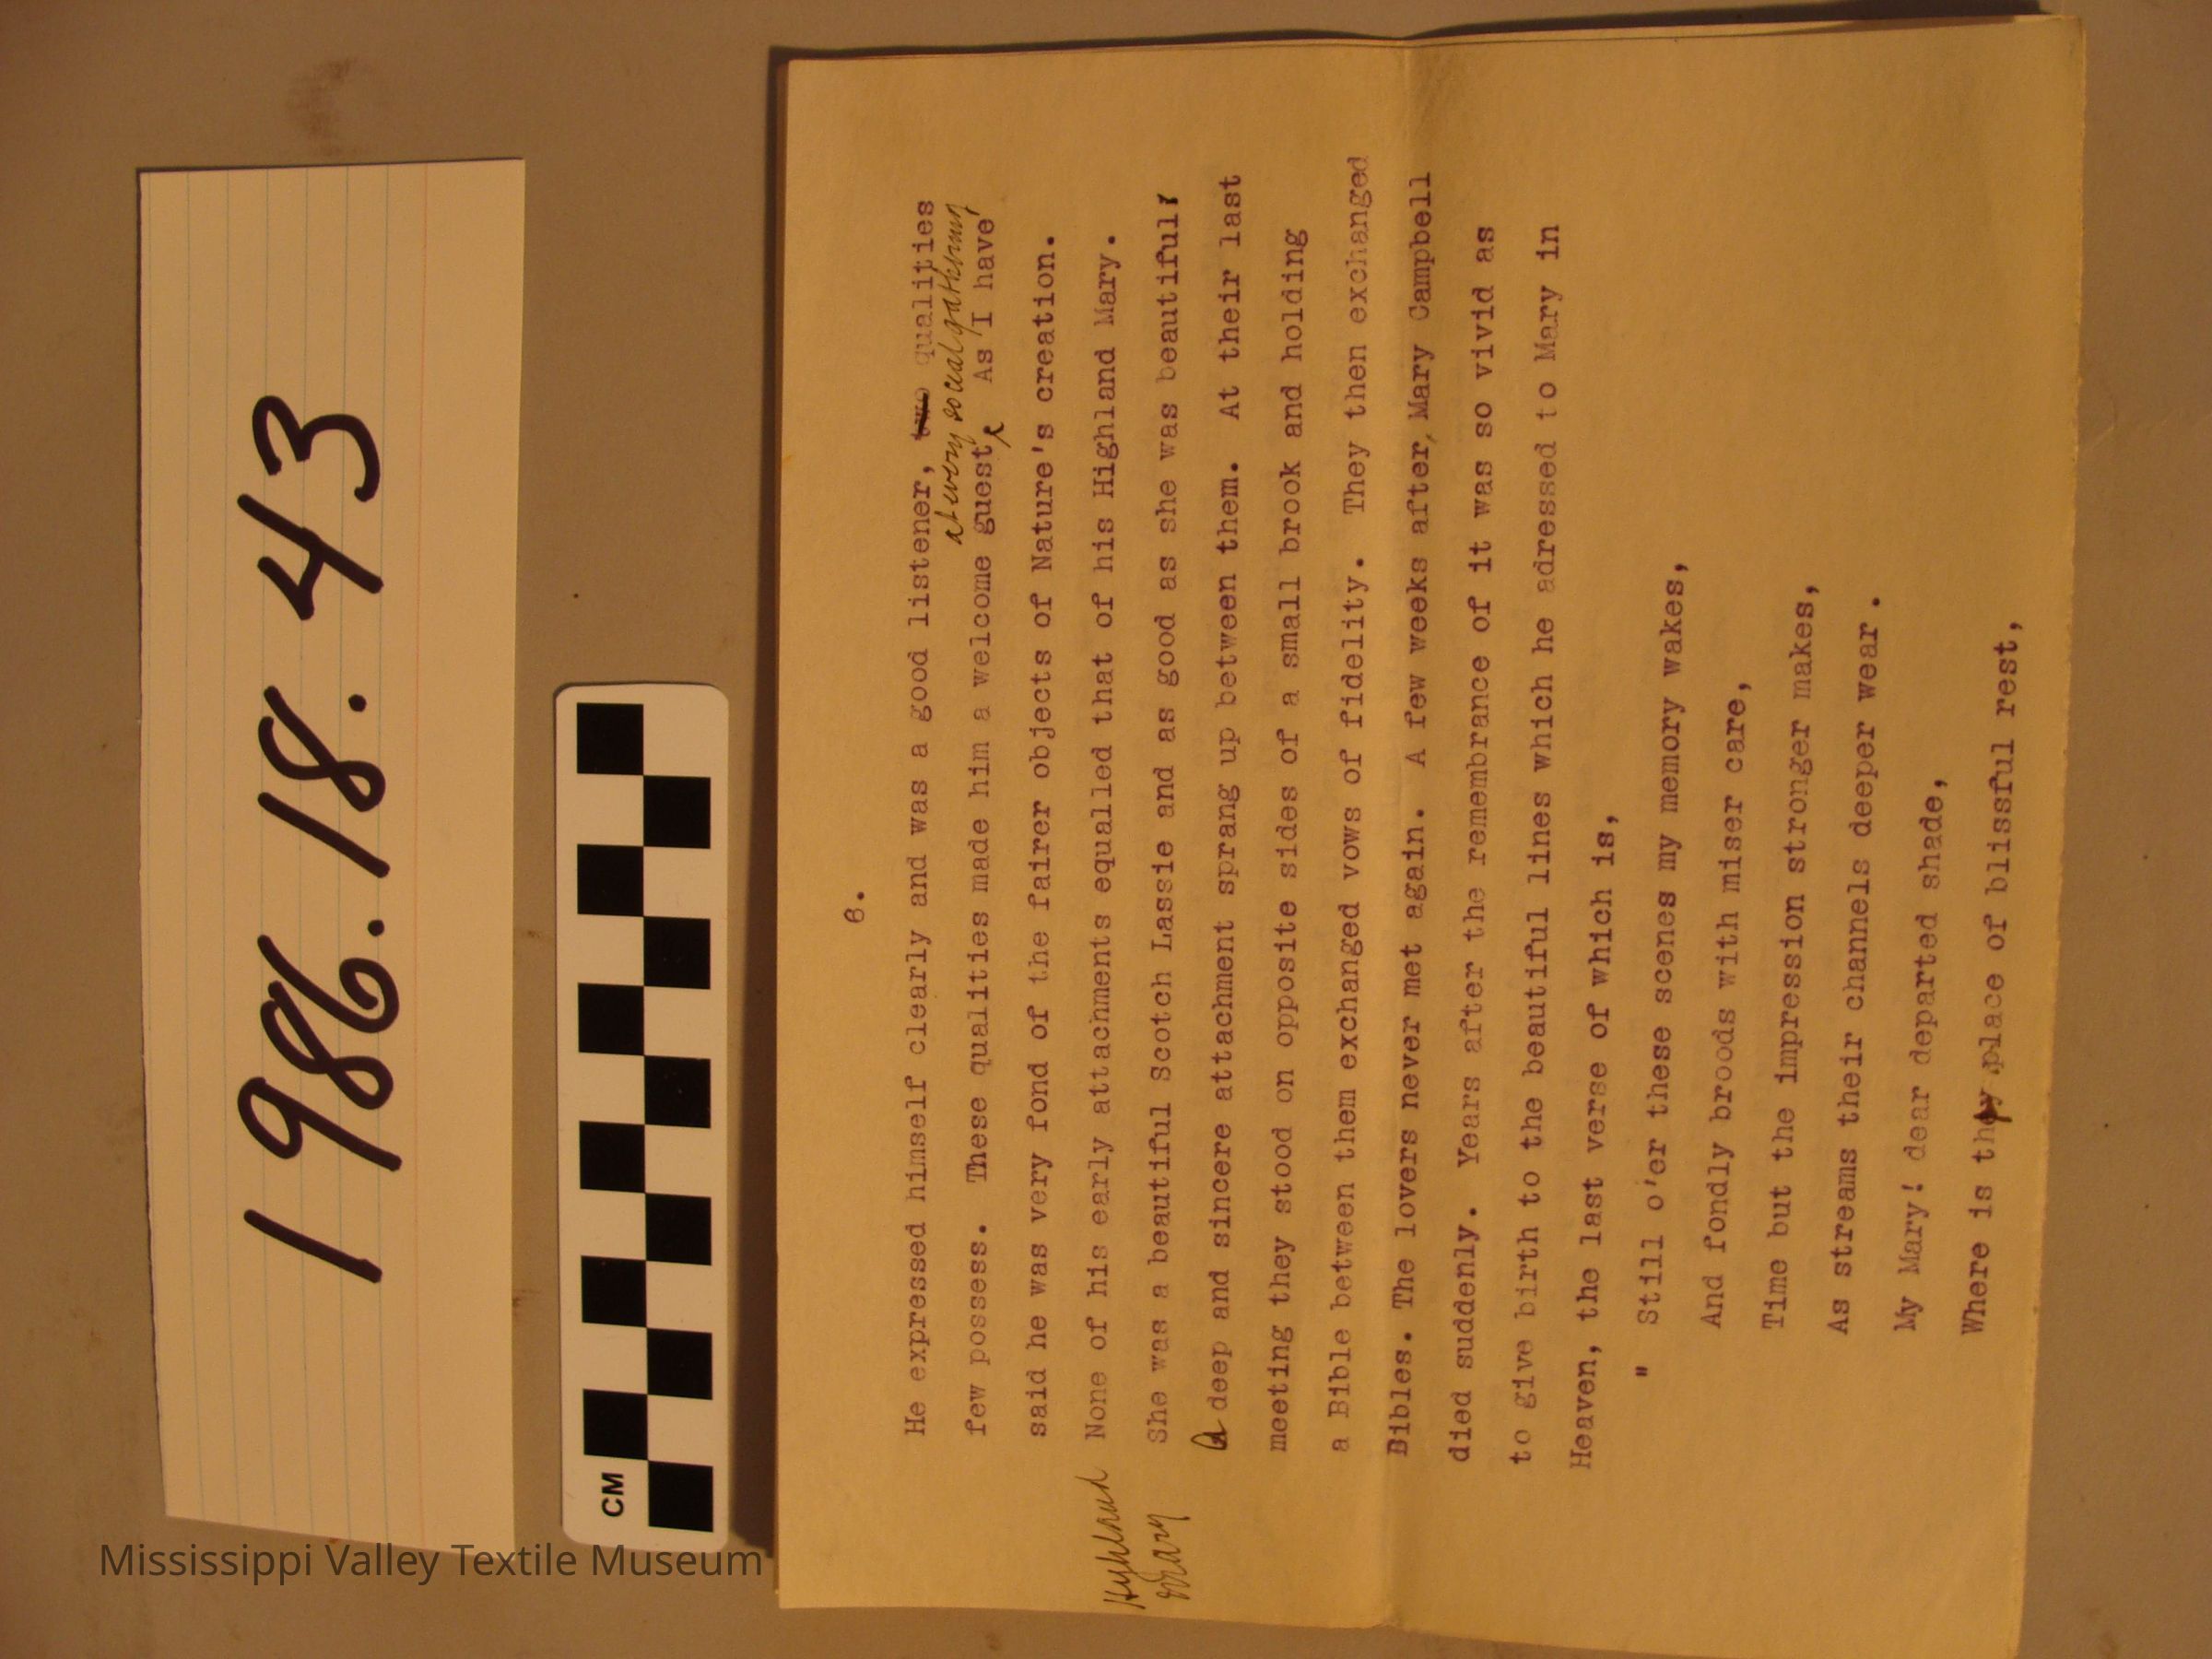 1986.18.43
CM
6.
He expressed himself clearly and was a good listener, two qualities
at every social gathering
few possess. These qualities made him a welcome guest. As I have
said he was very fond of the fairer objects of Nature's creation.
Highland
None of his early attachments equalled that of his Highland Mary.
Mary
She was a beautiful Scotch Lassie and as good as she was beautiful,
a deep and sincere attachment sprang up between them. At their last
meeting they stood on opposite sides of a small brook and holding
a Bible between them exchanged vows of fidelity. They then exchanged
Bibles. The lovers never met again. A few weeks after, Mary Campbell
died suddenly. Years after the remembrance of it was so vivid as
to give birth to the beautiful lines which he adressed to Mary in
Heaven, the last verse of which is,
" Still o'er these scenes my memory wakes,
And fondly broods with miser care,
Time but the impression stronger makes,
As streams their channels deeper wear.
My Mary! dear departed shade,
Where is thy place of blissful rest,
Mississippi Valley Textile Museum